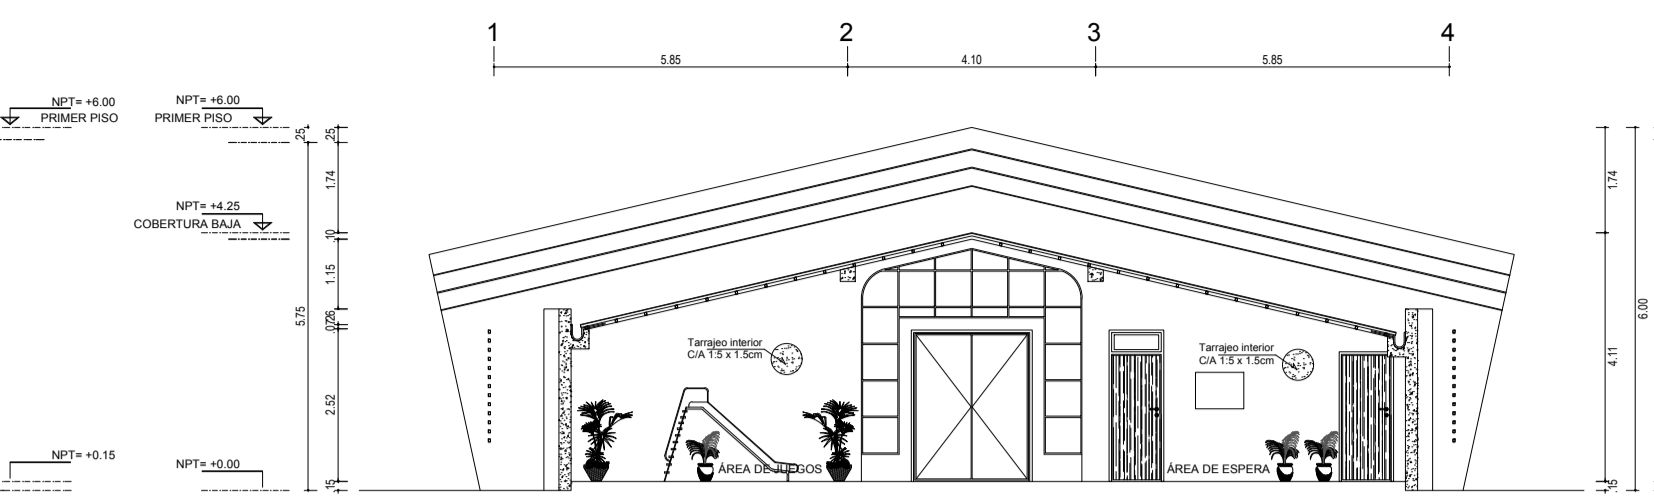 1 2 3 4
5.85 4.10 5.85
NPT= +6.00 NPT= +6.00
PRIMER PISO PRIMER PISO
.25 .25
1.74 1.74
NPT= +4.25
COBERTURA BAJA
.10
1.15
5.75
6.00
Tarrajeo interior
C/A 1:5 x 1.5cm
Tarrajeo interior
C/A 1:5 x 1.5cm
4.11
2.52
NPT= +0.15
NPT= +0.00
ÁREA DE JUEGOS
ÁREA DE ESPERA
.15 .15